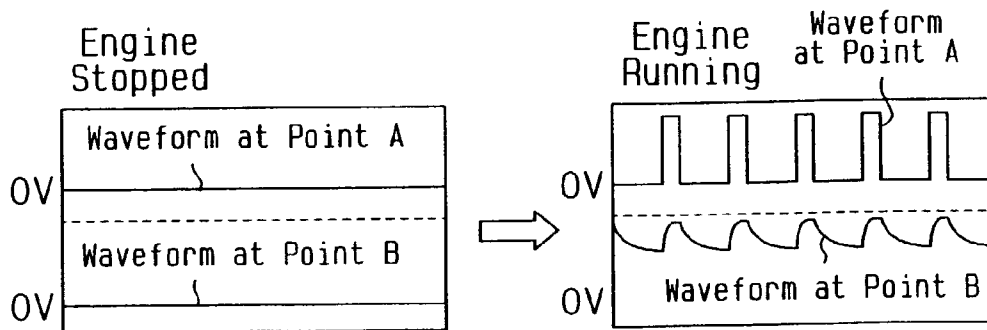 Engine
Stopped
Waveform at Point A
0V
Waveform at Point B
0V
Engine
Running
Waveform
at Point A
0V
Waveform at Point B
0V